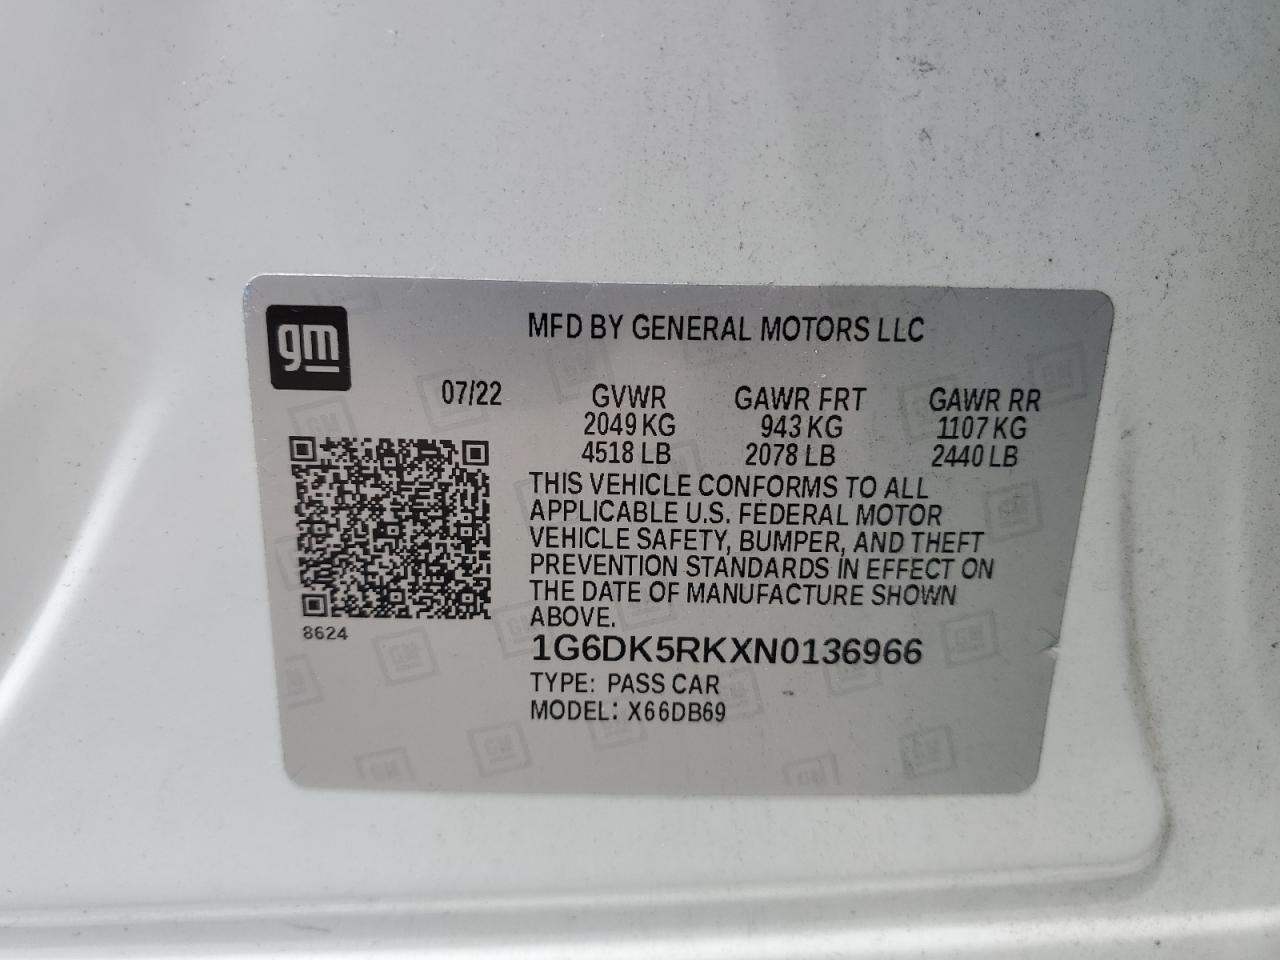 gm
MFD BY GENERAL MOTORS LLC
07/22 GVWR GAWR FRT GAWR RR
2049 KG 943 KG 1107 KG
4518 LB 2078 LB 2440 LB
THIS VEHICLE CONFORMS TO ALL
APPLICABLE U.S. FEDERAL MOTOR
VEHICLE SAFETY, BUMPER, AND THEFT
PREVENTION STANDARDS IN EFFECT ON
THE DATE OF MANUFACTURE SHOWN
ABOVE.
8624
1G6DK5RKXN0136966
TYPE: PASS CAR
MODEL: X66DB69